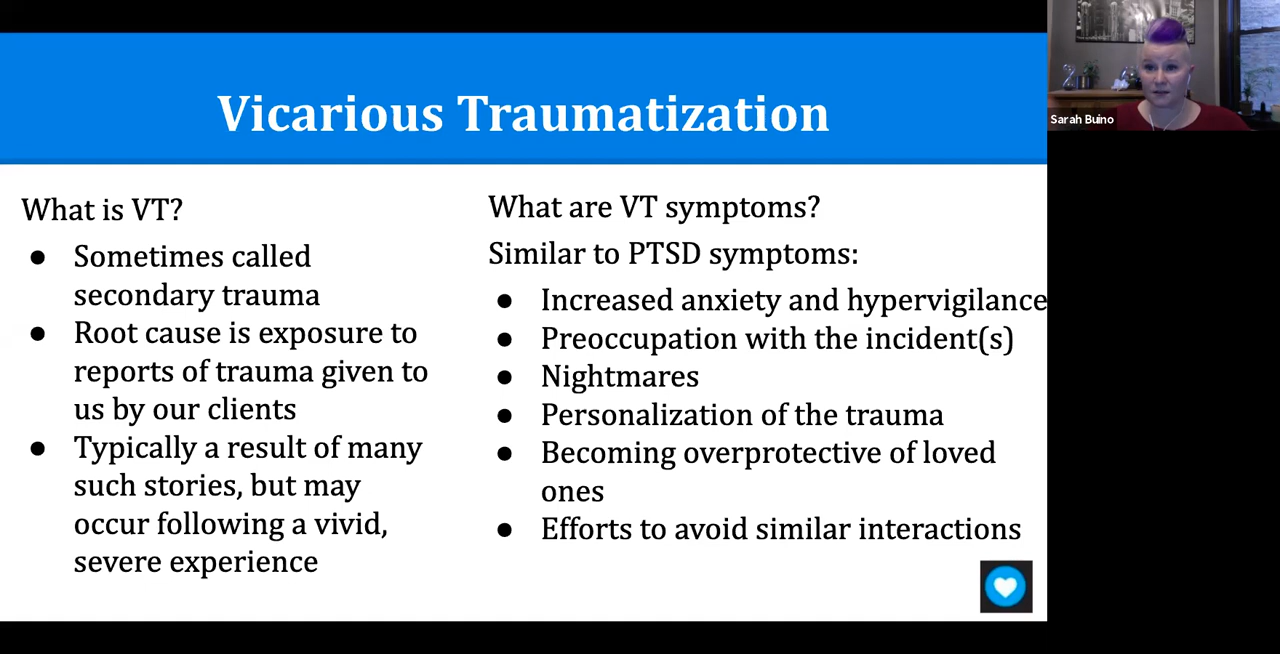 Vicarious Traumatization
Sarah Buino
What is VT?
● Sometimes called
secondary trauma
● Root cause is exposure to
reports of trauma given to
us by our clients
● Typically a result of many
such stories, but may
occur following a vivid,
severe experience
What are VT symptoms?
Similar to PTSD symptoms:
● Increased anxiety and hypervigilance
● Preoccupation with the incident(s)
● Nightmares
● Personalization of the trauma
● Becoming overprotective of loved
ones
● Efforts to avoid similar interactions